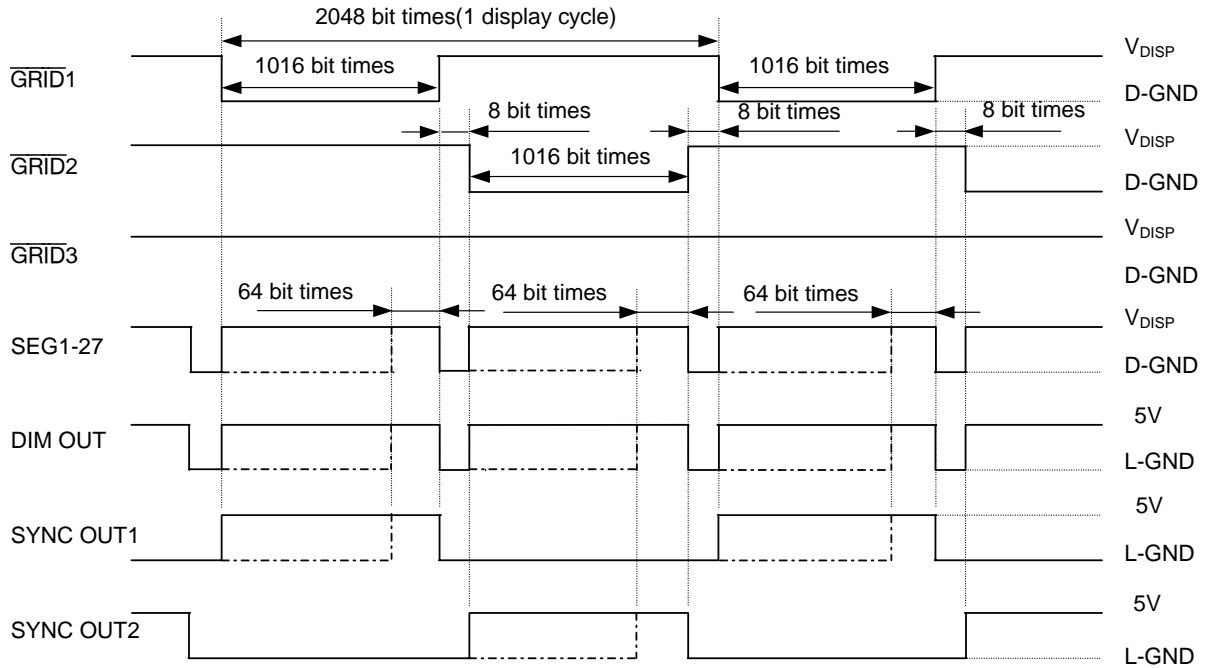 2048 bit times(1 display cycle)
GRID1
1016 bit times
1016 bit times
VDISP
D-GND
8 bit times
8 bit times
8 bit times
GRID2
1016 bit times
VDISP
D-GND
GRID3
VDISP
D-GND
64 bit times
64 bit times
64 bit times
SEG1-27
VDISP
D-GND
DIM OUT
5V
L-GND
SYNC OUT1
5V
L-GND
SYNC OUT2
5V
L-GND